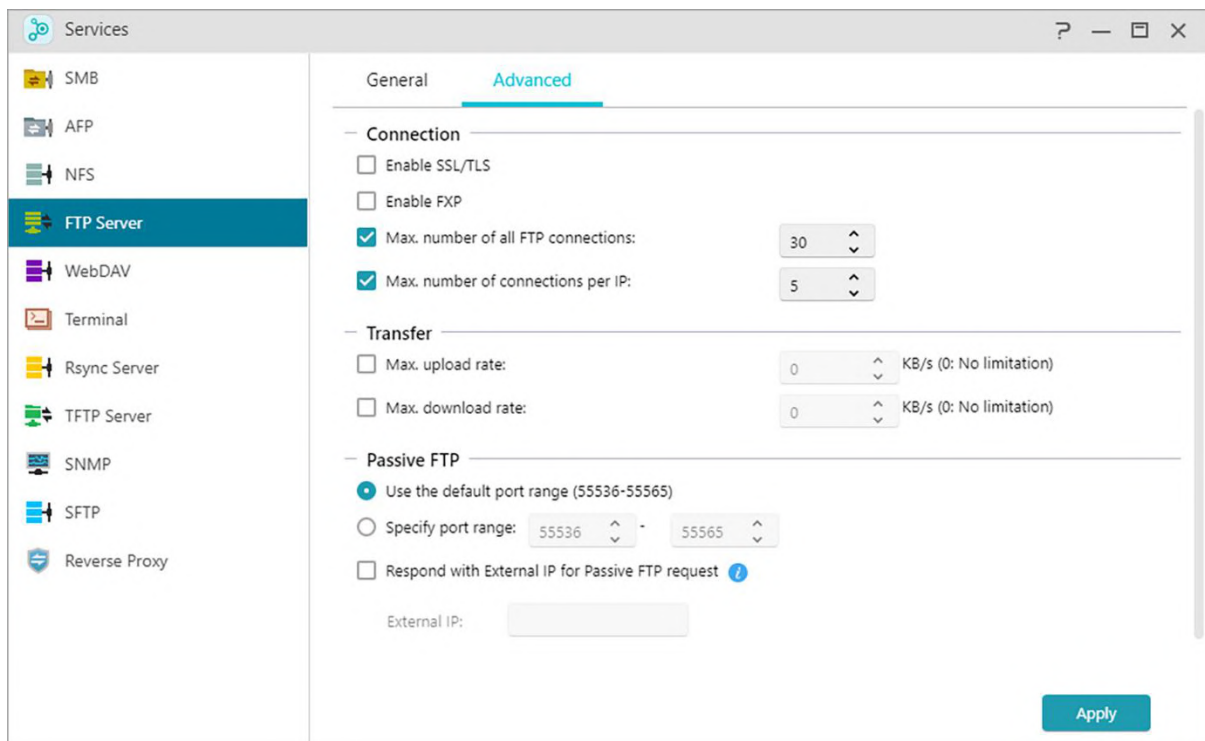 Services
SMB
AFP
NFS
FTP Server
WebDAV
Terminal
Rsync Server
TFTP Server
SNMP
SFTP
Reverse Proxy
General Advanced
Connection
Enable SSL/TLS
Enable FXP
Max. number of all FTP connections: 30
Max. number of connections per IP: 5
Transfer
Max. upload rate: 0 KB/s (0: No limitation)
Max. download rate: 0 KB/s (0: No limitation)
Passive FTP
Use the default port range (55536-55565)
Specify port range: 55536 - 55565
Respond with External IP for Passive FTP request
External IP:
Apply